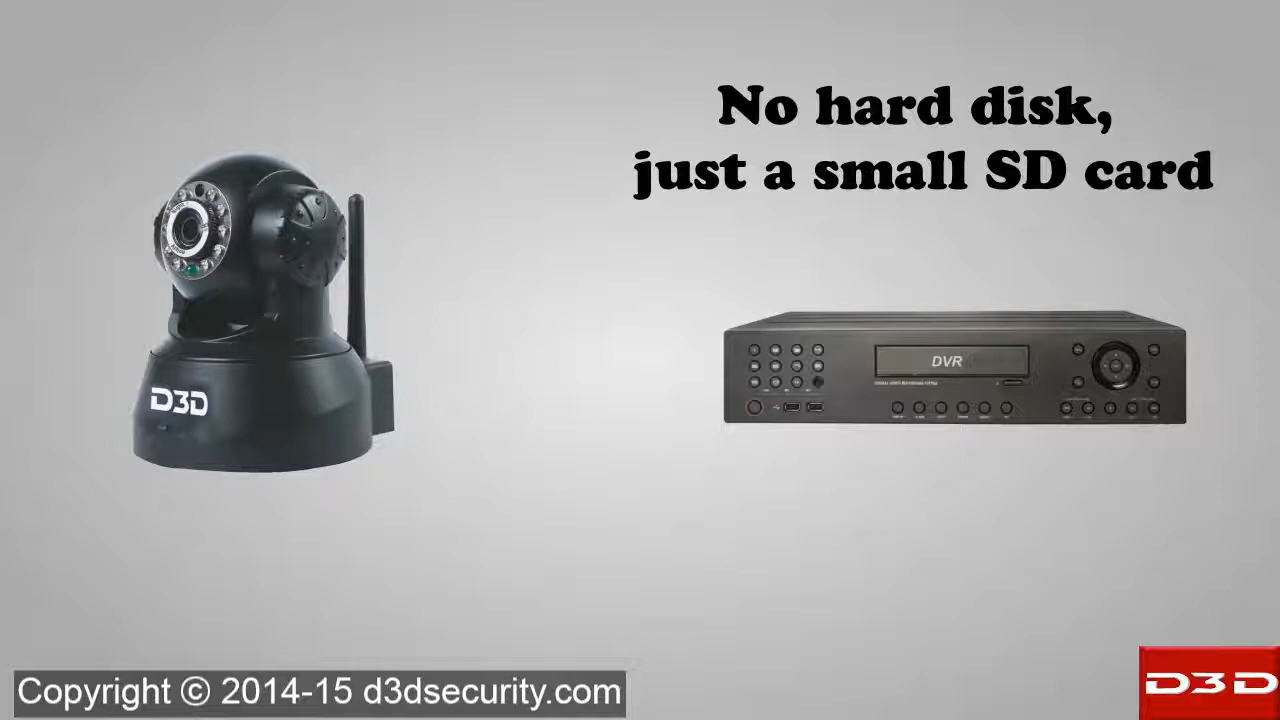 No hard disk,
just a small SD card
D3D
DVR
Copyright © 2014-15 d3dsecurity.com
D3D